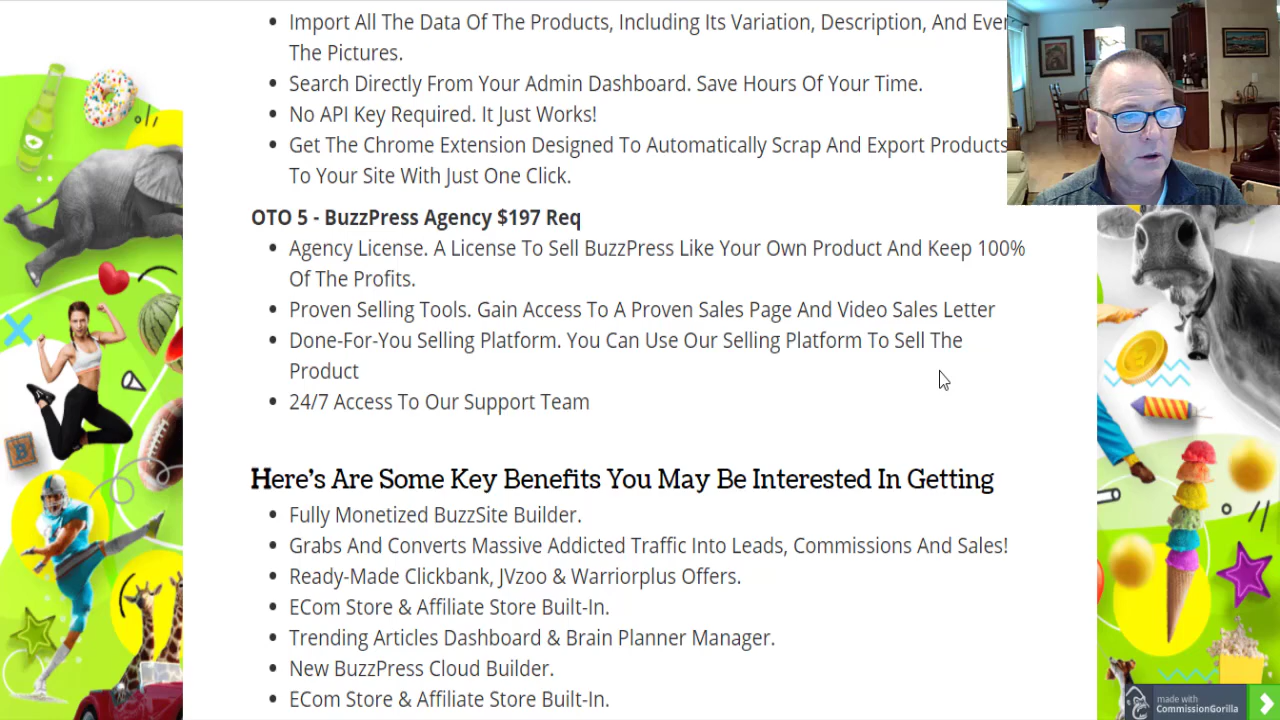 Import All The Data Of The Products, Including Its Variation, Description, And Even
The Pictures.
Search Directly From Your Admin Dashboard. Save Hours Of Your Time.
No API Key Required. It Just Works!
Get The Chrome Extension Designed To Automatically Scrap And Export Products
To Your Site With Just One Click.
OTO 5 - BuzzPress Agency $197 Req
Agency License. A License To Sell BuzzPress Like Your Own Product And Keep 100%
Of The Profits.
Proven Selling Tools. Gain Access To A Proven Sales Page And Video Sales Letter
Done-For-You Selling Platform. You Can Use Our Selling Platform To Sell The
Product
24/7 Access To Our Support Team
Here's Are Some Key Benefits You May Be Interested In Getting
Fully Monetized BuzzSite Builder.
Grabs And Converts Massive Addicted Traffic Into Leads, Commissions And Sales!
Ready-Made Clickbank, JVzoo & Warriorplus Offers.
ECom Store & Affiliate Store Built-In.
Trending Articles Dashboard & Brain Planner Manager.
New BuzzPress Cloud Builder.
ECom Store & Affiliate Store Built-In.
made with
CommissionGorilla